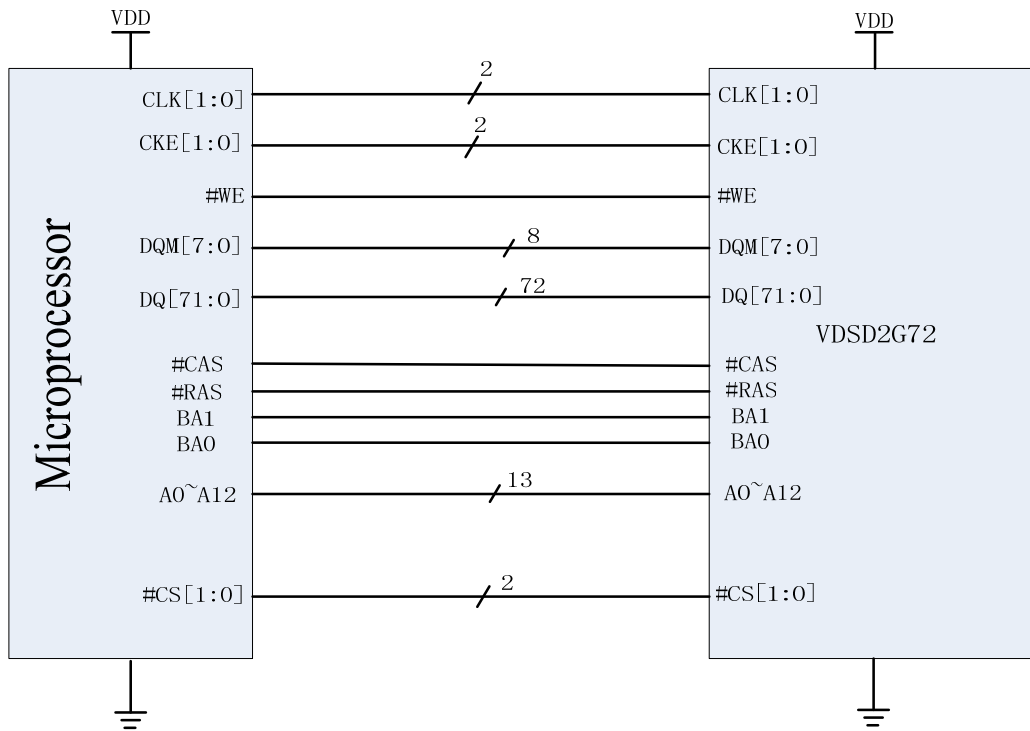 VDD VDD
CLK[1:0] 2 CLK[1:0]
CKE[1:0] 2 CKE[1:0]
#WE #WE
DQM[7:0] 8 DQM[7:0]
DQ[71:0] 72 DQ[71:0]
VDSD2G72
#CAS #CAS
#RAS #RAS
BA1 BA1
BA0 BA0
A0~A12 13 A0~A12
#CS[1:0] 2 #CS[1:0]
Microprocessor